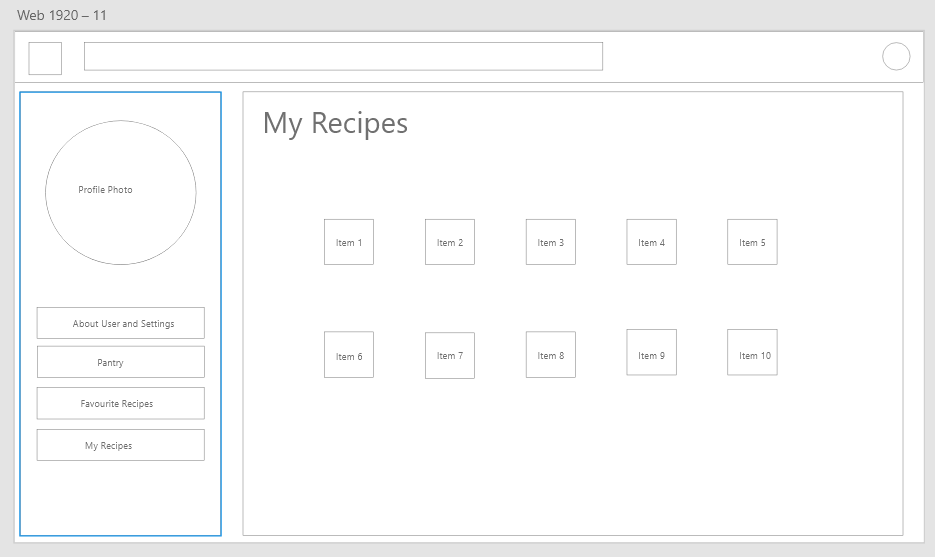 Web 1920 – 11
My Recipes
Profile Photo
Item 1 Item 2 Item 3 Item 4 Item 5
About User and Settings
Pantry
Favourite Recipes
My Recipes
Item 6 Item 7 Item 8 Item 9 Item 10